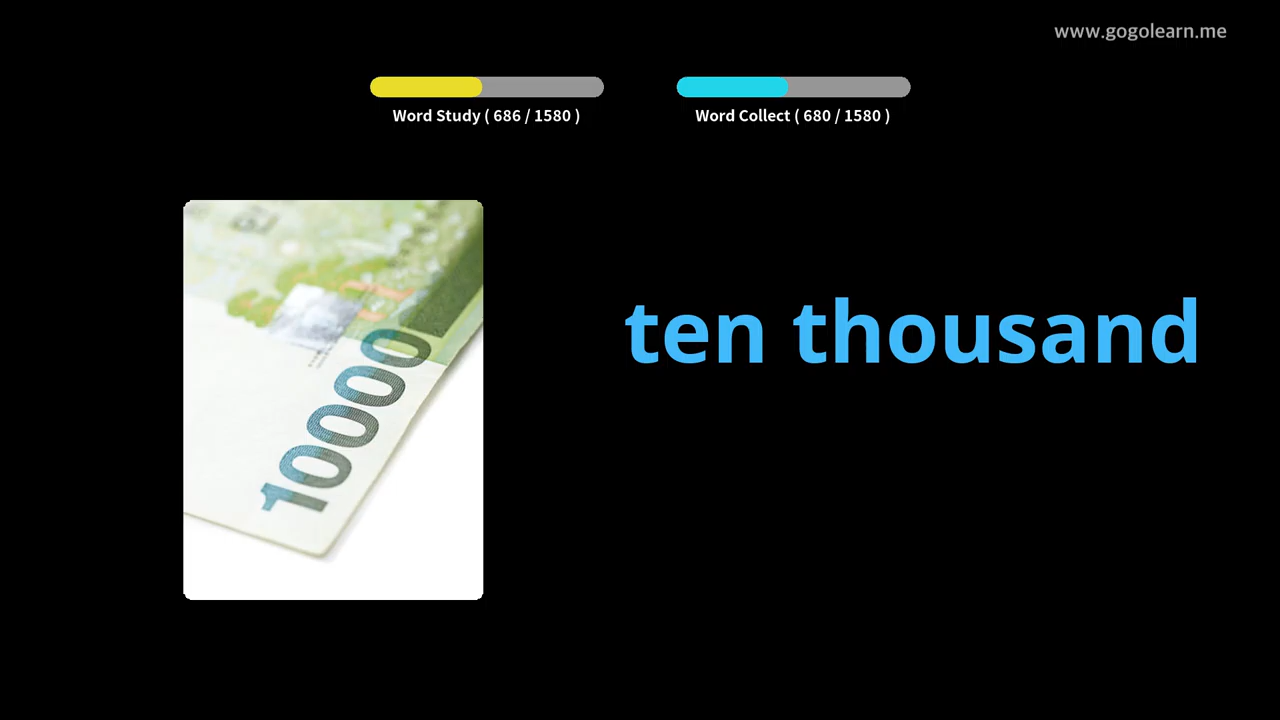 www.gogolearn.me
Word Study ( 686 / 1580 )
Word Collect ( 680 / 1580 )
ten thousand
10000